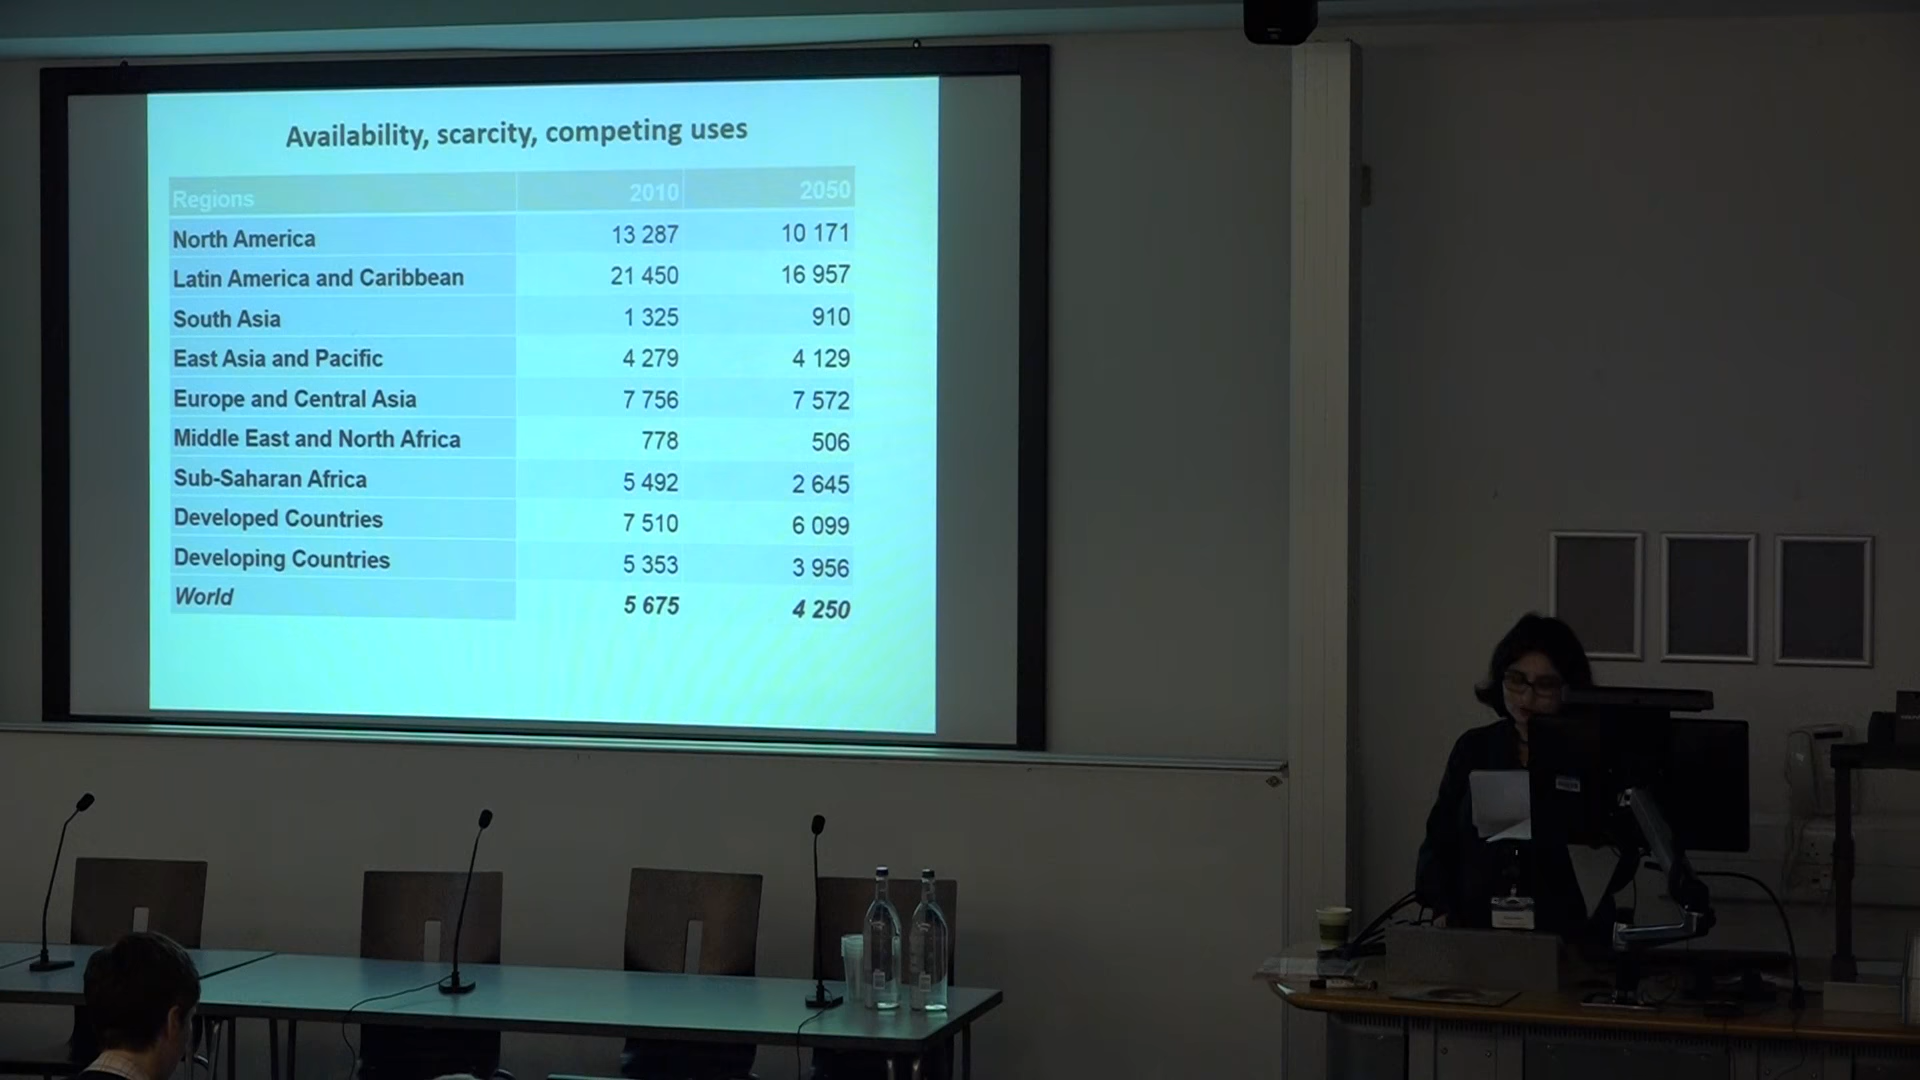 Availability, scarcity, competing uses
Regions 2010 2050
North America 13 287 10 171
Latin America and Caribbean 21 450 16 957
South Asia 1 325 910
East Asia and Pacific 4 279 4 129
Europe and Central Asia 7 756 7 572
Middle East and North Africa 778 506
Sub-Saharan Africa 5 492 2 645
Developed Countries 7 510 6 099
Developing Countries 5 353 3 956
World 5 675 4 250